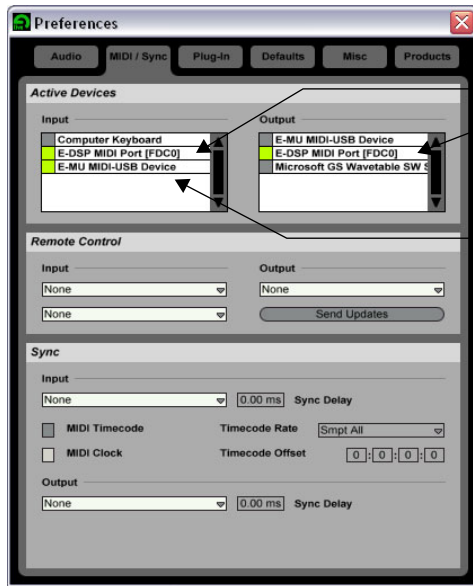 Preferences
Audio MIDI / Sync Plug-In Defaults Misc Products
Active Devices
Input Output
Computer Keyboard
E-DSP MIDI Port [FDC0]
E-MU MIDI-USB Device
E-MU MIDI-USB Device
E-DSP MIDI Port [FDC0]
Microsoft GS Wavetable SW S
Remote Control
Input Output
None None
None Send Updates
Sync
Input
None 0.00 ms Sync Delay
MIDI Timecode Timecode Rate Smpt All
MIDI Clock Timecode Offset 0 : 0 : 0 : 0
Output
None 0.00 ms Sync Delay